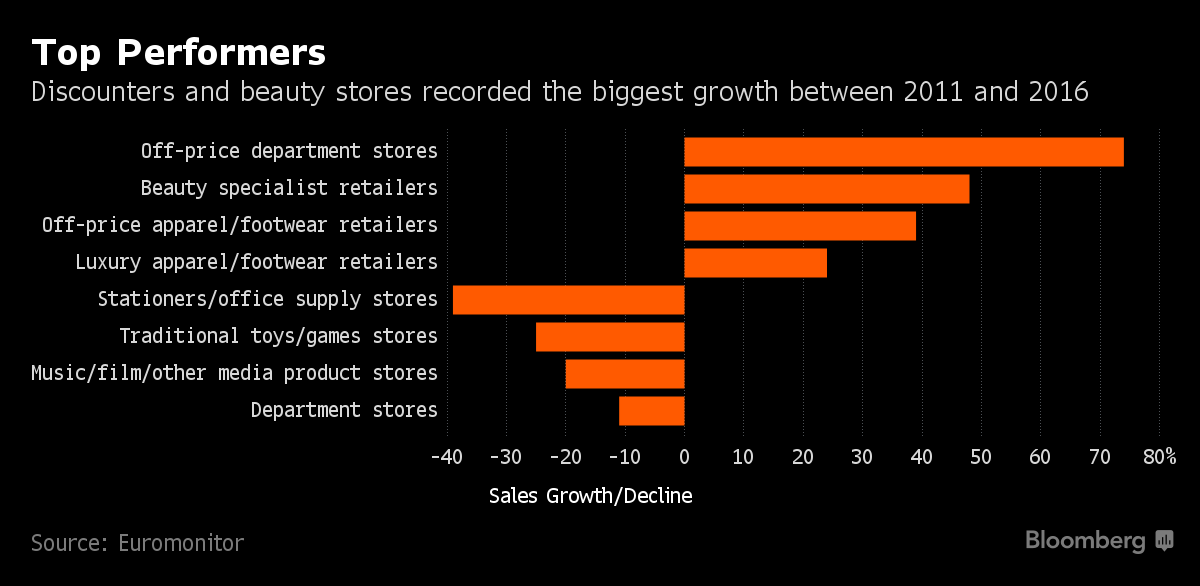 Top Performers
Discounters and beauty stores recorded the biggest growth between 2011 and 2016
Off-price department stores
Beauty specialist retailers
Off-price apparel/footwear retailers
Luxury apparel/footwear retailers
Stationers/office supply stores
Traditional toys/games stores
Music/film/other media product stores
Department stores
-40 -30 -20 -10 0 10 20 30 40 50 60 70 80%
Sales Growth/Decline
Source: Euromonitor
Bloomberg